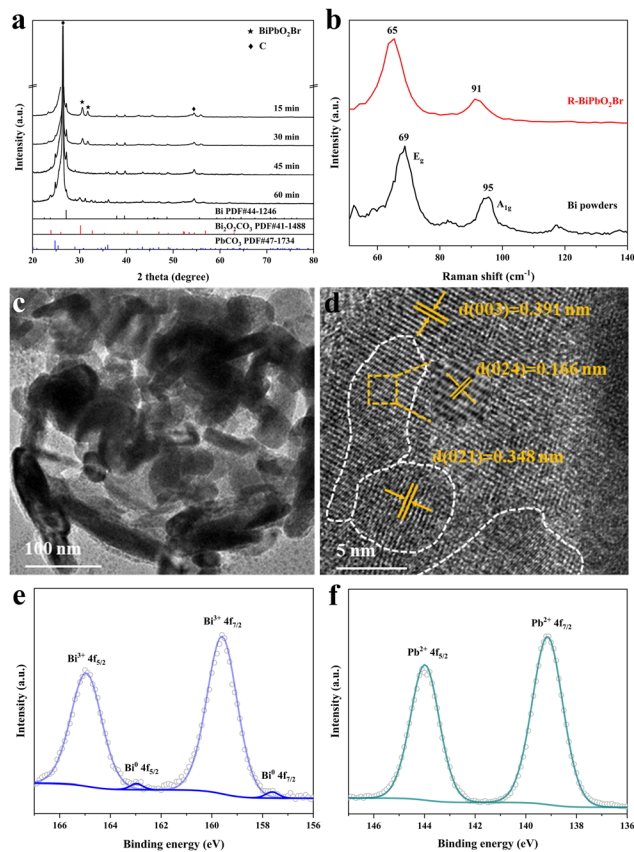 a
★ BiPbO₂Br
♦ C
15 min
30 min
45 min
60 min
Bi PDF#44-1246
Bi₂O₂CO₃ PDF#41-1488
PbCO₃ PDF#47-1734
Intensity (a.u.)
20 30 40 50 60 70 80
2 theta (degree)
b
65
91
R-BiPbO₂Br
69
E_g
95
A₁g
Bi powders
Intensity (a.u.)
60 80 100 120 140
Raman shift (cm⁻¹)
c
100 nm
d
d(003)=0.391 nm
d(024)=0.166 nm
d(021)=0.348 nm
5 nm
e
Bi³⁺ 4f₇/₂
Bi³⁺ 4f₅/₂
Bi⁰ 4f₅/₂
Bi⁰ 4f₇/₂
Intensity (a.u.)
166 164 162 160 158 156
Binding energy (eV)
f
Pb²⁺ 4f₇/₂
Pb²⁺ 4f₅/₂
Intensity (a.u.)
146 144 142 140 138 136
Binding energy (eV)